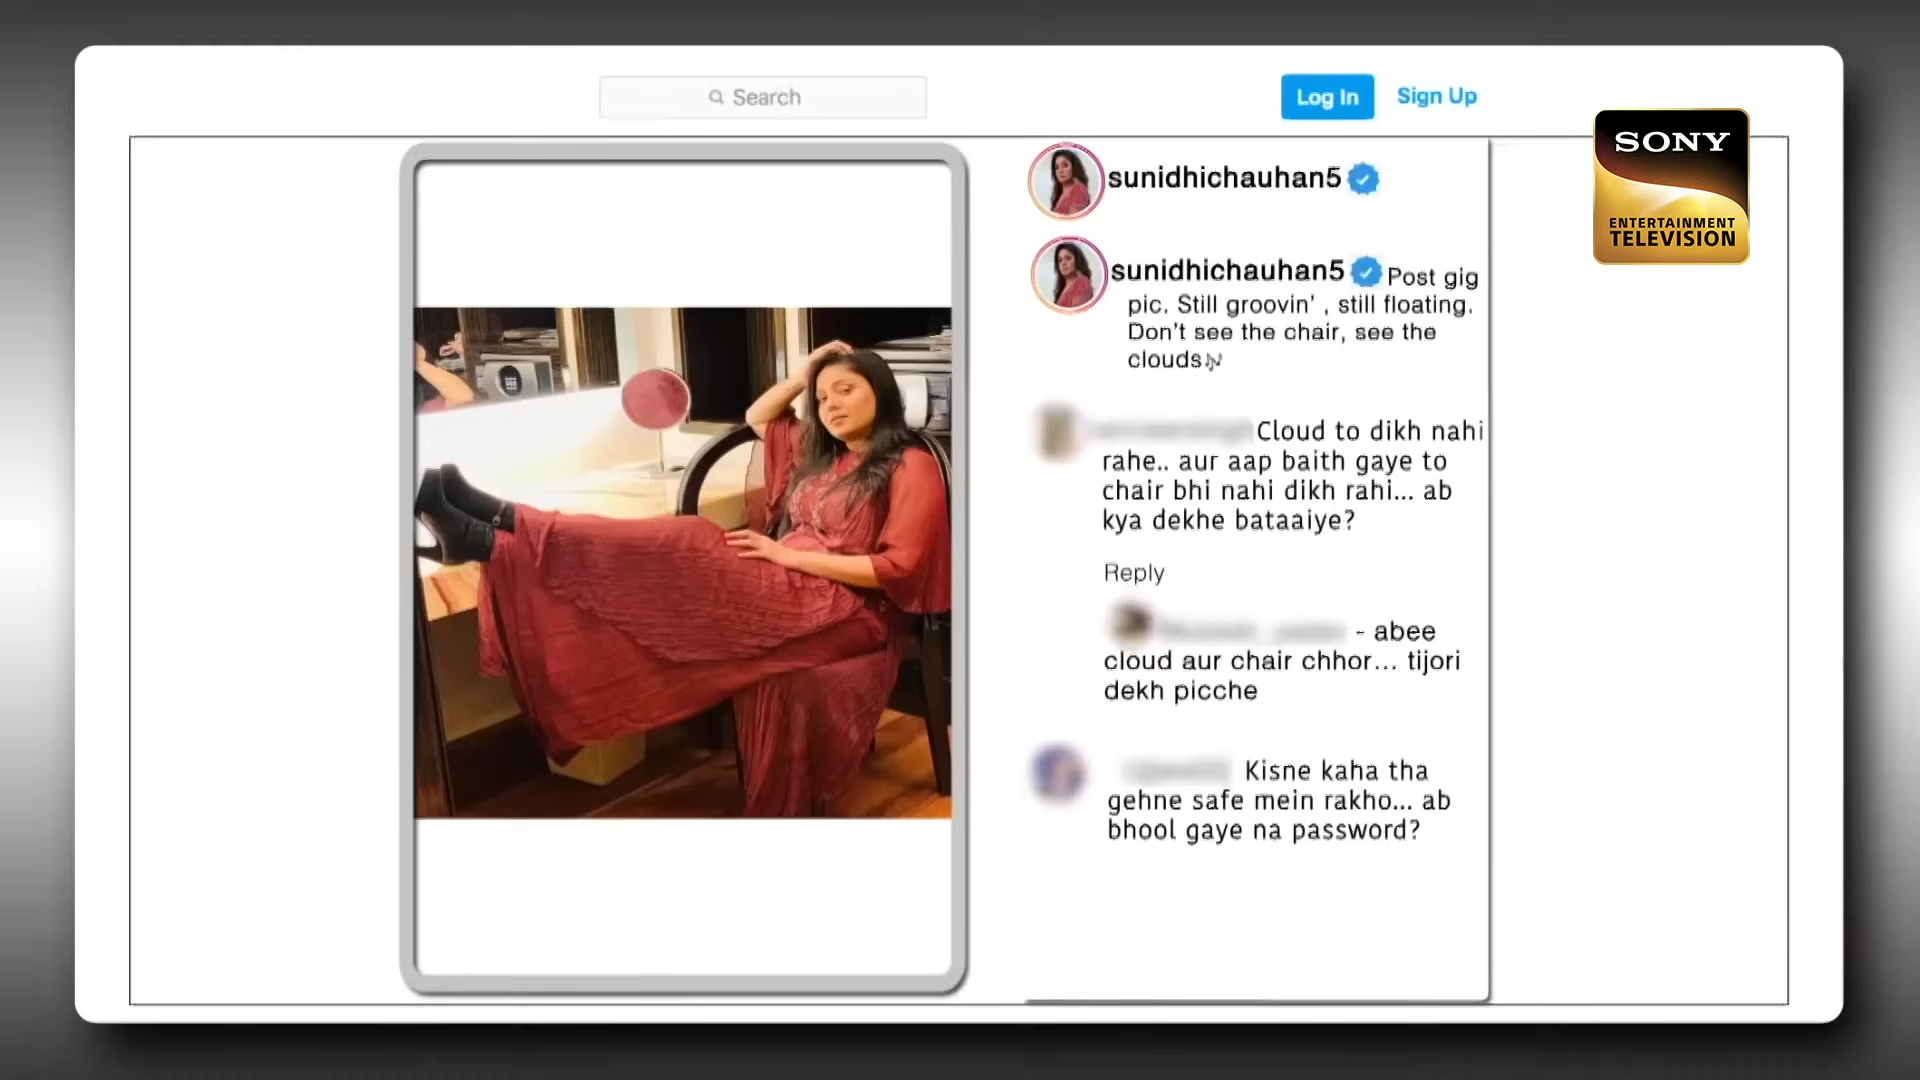 Search
Log In
Sign Up
SONY
ENTERTAINMENT
TELEVISION
sunidhichauhan5
sunidhichauhan5 Post gig
pic. Still groovin' , still floating.
Don't see the chair, see the
clouds🎶
Cloud to dikh nahi
rahe.. aur aap baith gaye to
chair bhi nahi dikh rahi... ab
kya dekhe bataaiye?
Reply
- abee
cloud aur chair chhor... tijori
dekh picche
Kisne kaha tha
gehne safe mein rakho... ab
bhool gaye na password?